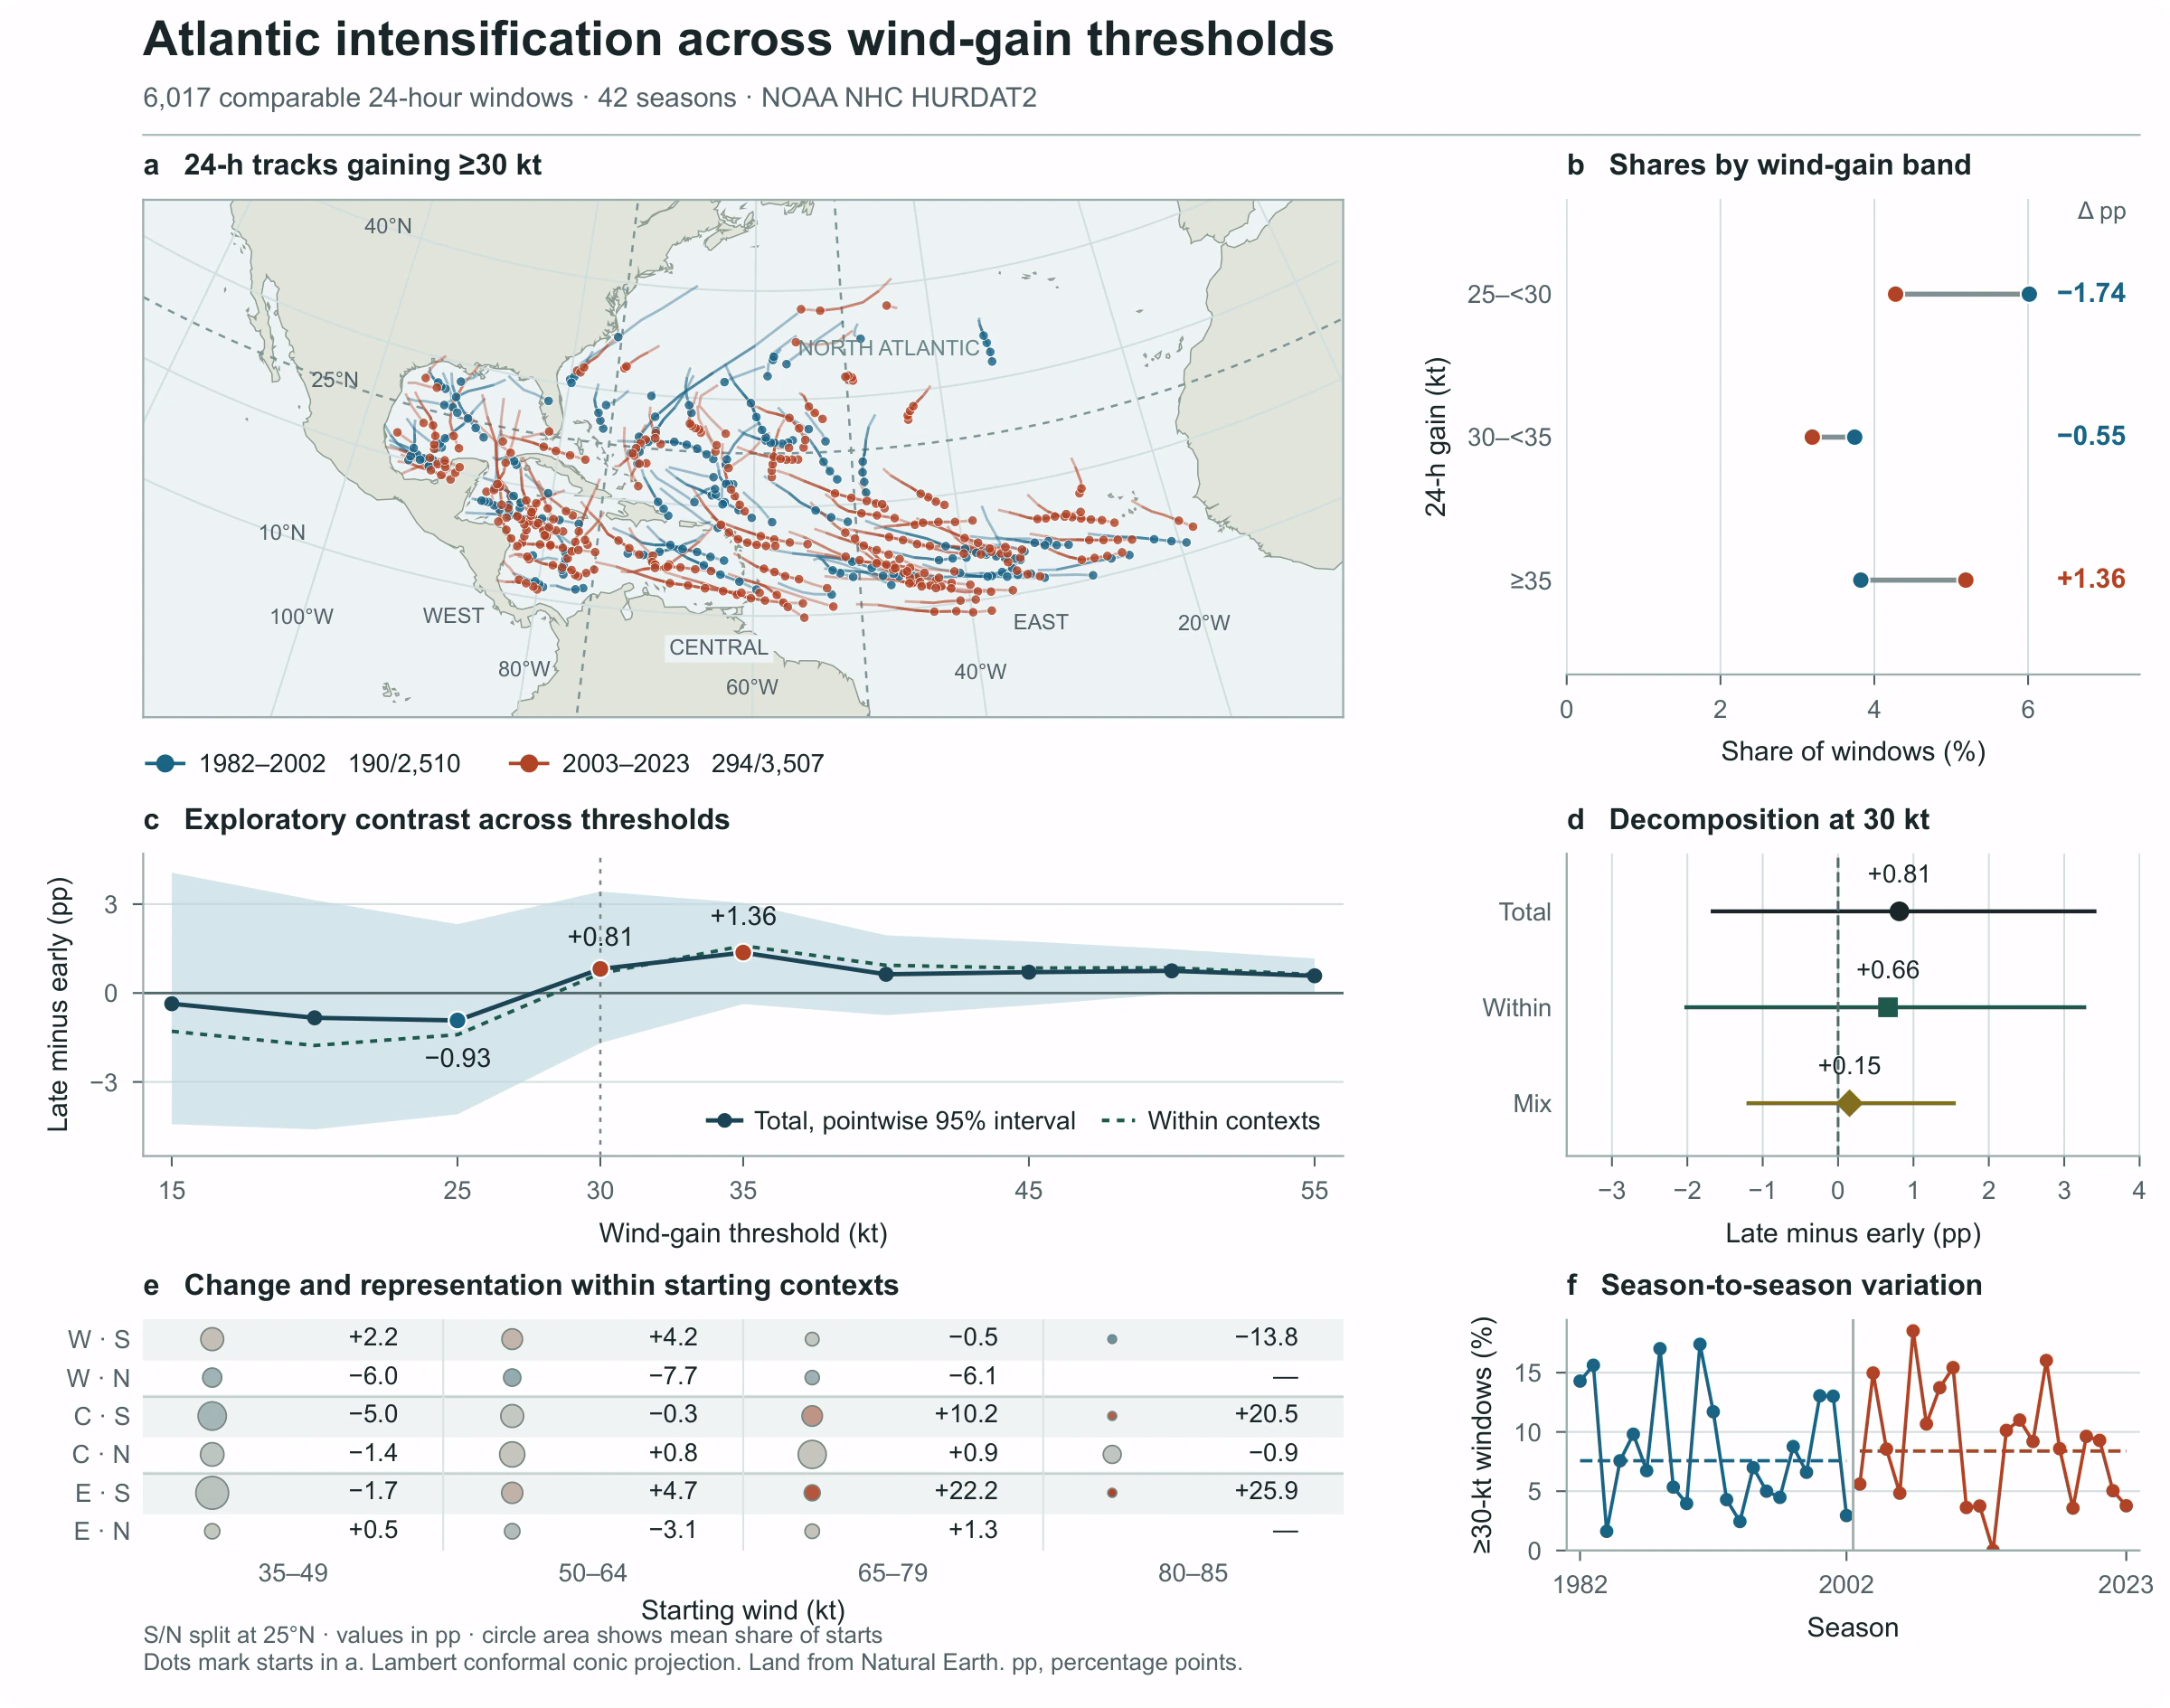 Atlantic intensification across wind-gain thresholds
6,017 comparable 24-hour windows · 42 seasons · NOAA NHC HURDAT2
a 24-h tracks gaining ≥30 kt
40°N
NORTH ATLANTIC
25°N
10°N
100°W
WEST
EAST
20°W
CENTRAL
80°W
40°W
60°W
1982–2002 190/2,510
2003–2023 294/3,507
b Shares by wind-gain band
Δ pp
24-h gain (kt)
25–<30
−1.74
30–<35
−0.55
≥35
+1.36
0 2 4 6
Share of windows (%)
c Exploratory contrast across thresholds
Late minus early (pp)
3
0
−3
+0.81
+1.36
−0.93
Total, pointwise 95% interval
Within contexts
15 25 30 35 45 55
Wind-gain threshold (kt)
d Decomposition at 30 kt
Total
+0.81
Within
+0.66
Mix
+0.15
−3 −2 −1 0 1 2 3 4
Late minus early (pp)
e Change and representation within starting contexts
W · S +2.2 +4.2 −0.5 −13.8
W · N −6.0 −7.7 −6.1 —
C · S −5.0 −0.3 +10.2 +20.5
C · N −1.4 +0.8 +0.9 −0.9
E · S −1.7 +4.7 +22.2 +25.9
E · N +0.5 −3.1 +1.3 —
35–49 50–64 65–79 80–85
Starting wind (kt)
S/N split at 25°N · values in pp · circle area shows mean share of starts
Dots mark starts in a. Lambert conformal conic projection. Land from Natural Earth. pp, percentage points.
f Season-to-season variation
≥30-kt windows (%)
15
10
5
0
1982 2002 2023
Season